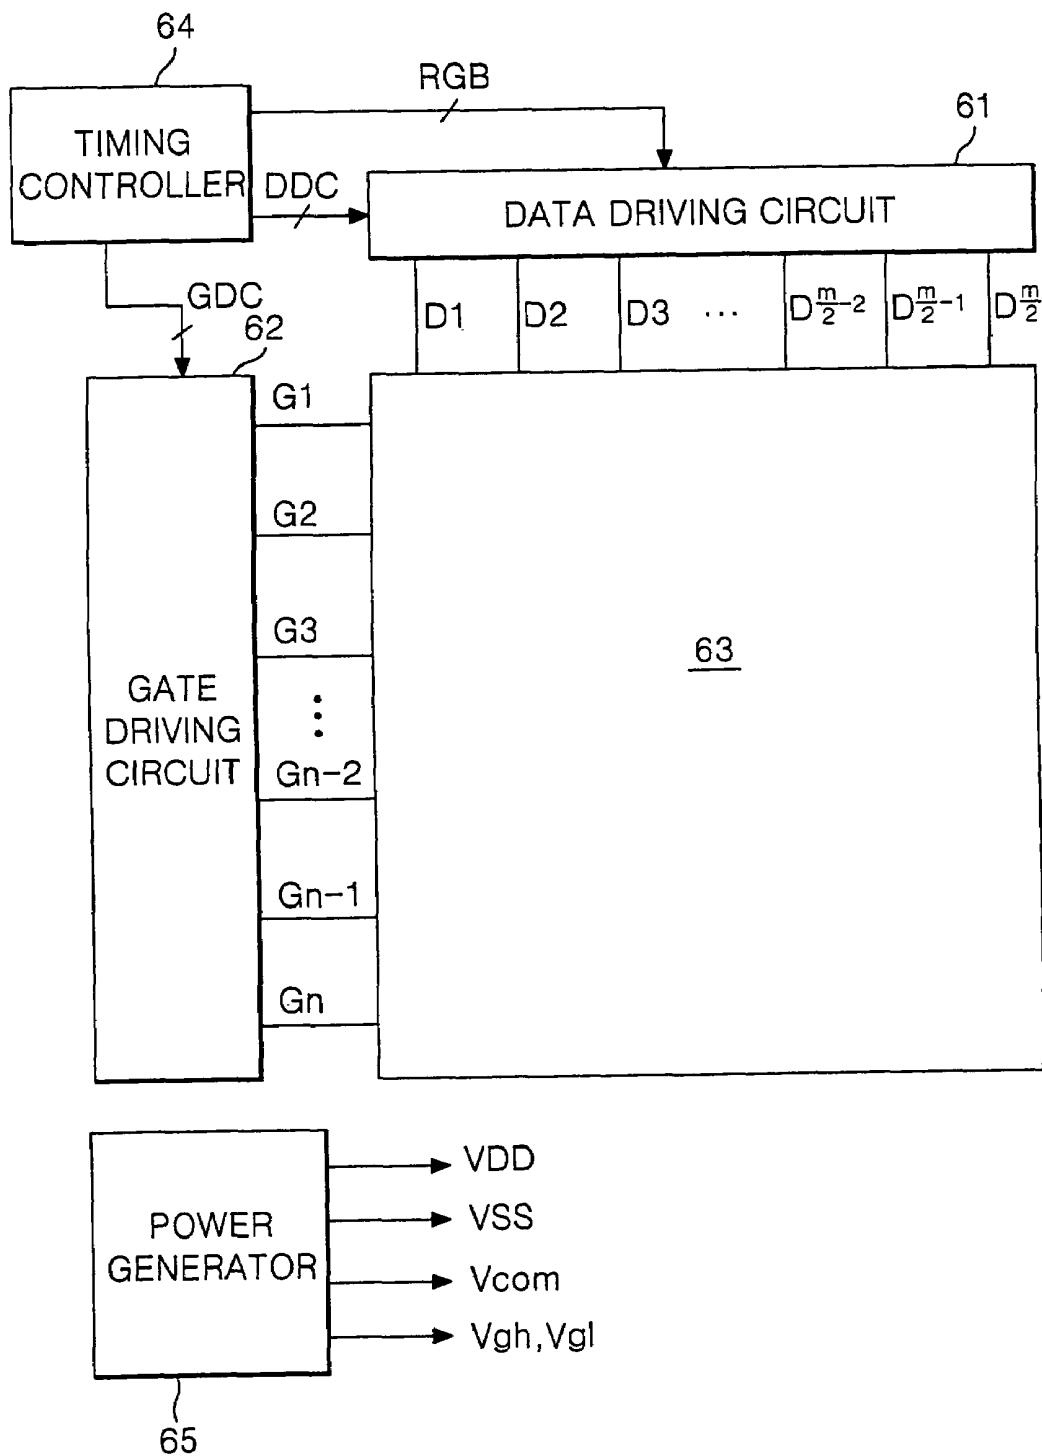 64
RGB
61
TIMING
CONTROLLER
DDC
DATA DRIVING CIRCUIT
GDC
62
D1 D2 D3 ... Dm/2-2 Dm/2-1 Dm/2
G1
G2
G3
63
GATE
DRIVING
CIRCUIT
Gn-2
Gn-1
Gn
POWER
GENERATOR
VDD
VSS
Vcom
Vgh,Vgl
65